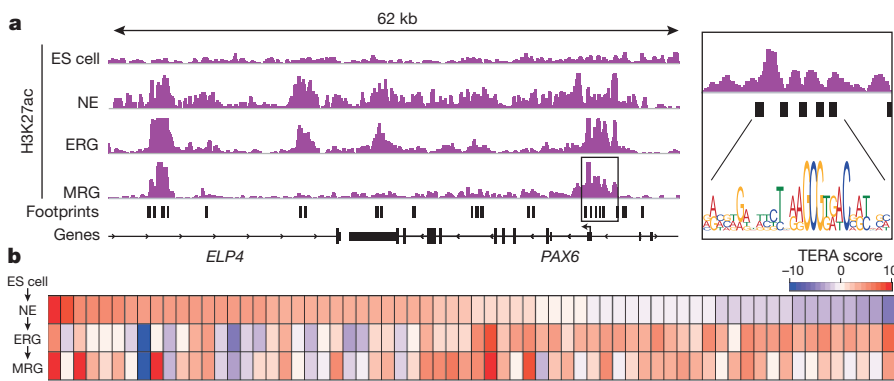 a
62 kb
H3K27ac
ES cell
NE
ERG
MRG
Footprints
Genes
ELP4 PAX6
b
TERA score
–10 0 10
ES cell
NE
ERG
MRG